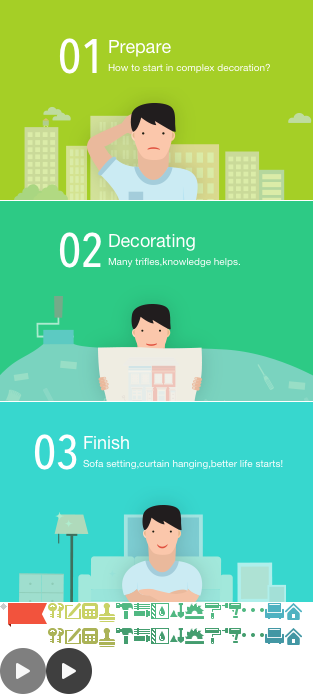 01 Prepare
How to start in complex decoration?
02 Decorating
Many trifles,knowledge helps.
03 Finish
Sofa setting,curtain hanging,better life starts!